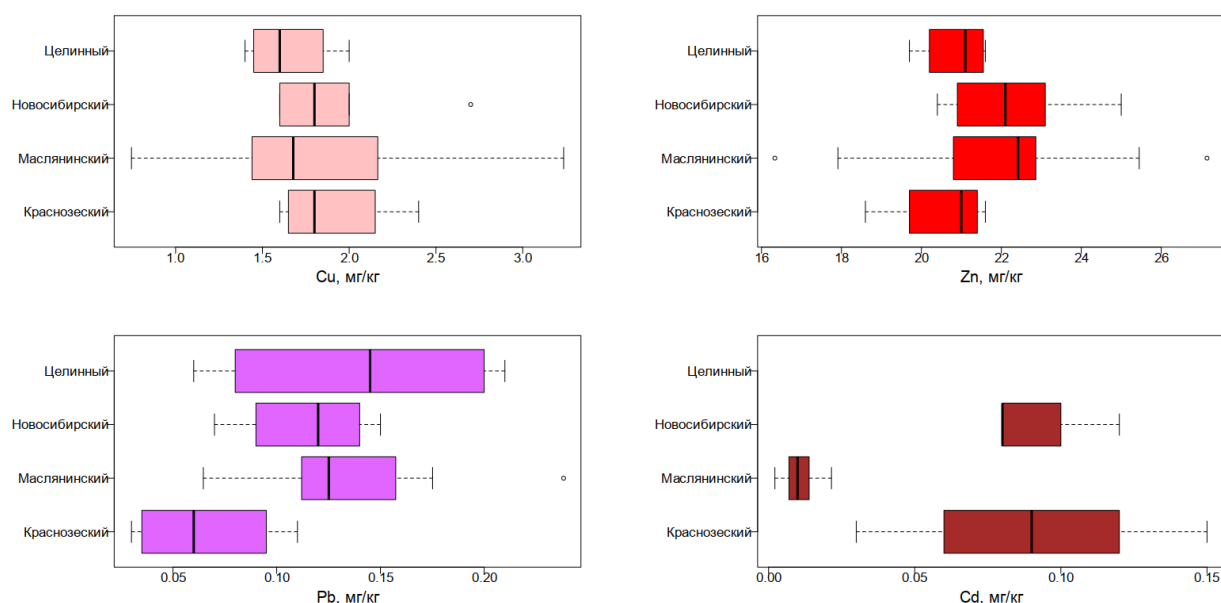 Целинный
Новосибирский
Маслянинский
Краснозеский
1.0 1.5 2.0 2.5 3.0
Cu, мг/кг
Целинный
Новосибирский
Маслянинский
Краснозеский
16 18 20 22 24 26
Zn, мг/кг
Целинный
Новосибирский
Маслянинский
Краснозеский
0.05 0.10 0.15 0.20
Pb, мг/кг
Целинный
Новосибирский
Маслянинский
Краснозеский
0.00 0.05 0.10 0.15
Cd, мг/кг